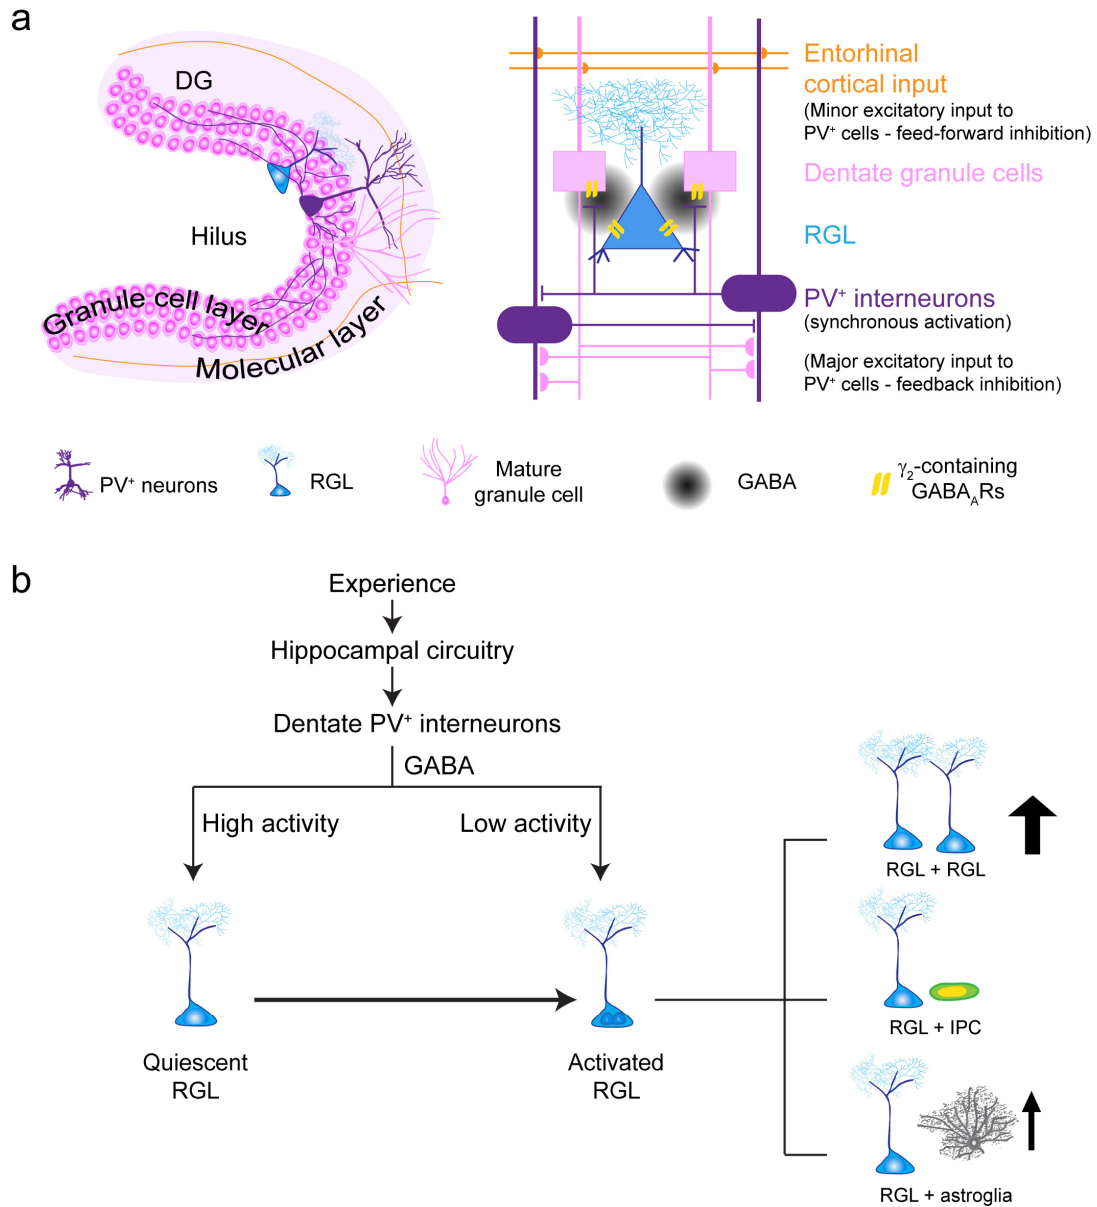 a
DG
Hilus
Granule cell layer
Molecular layer
Entorhinal
cortical input
(Minor excitatory input to
PV⁺ cells - feed-forward inhibition)
Dentate granule cells
RGL
PV⁺ interneurons
(synchronous activation)
(Major excitatory input to
PV⁺ cells - feedback inhibition)
PV⁺ neurons
RGL
Mature
granule cell
GABA
γ₂-containing
GABA_ARs
b
Experience
Hippocampal circuitry
Dentate PV⁺ interneurons
GABA
High activity
Low activity
Quiescent
RGL
Activated
RGL
RGL + RGL
RGL + IPC
RGL + astroglia